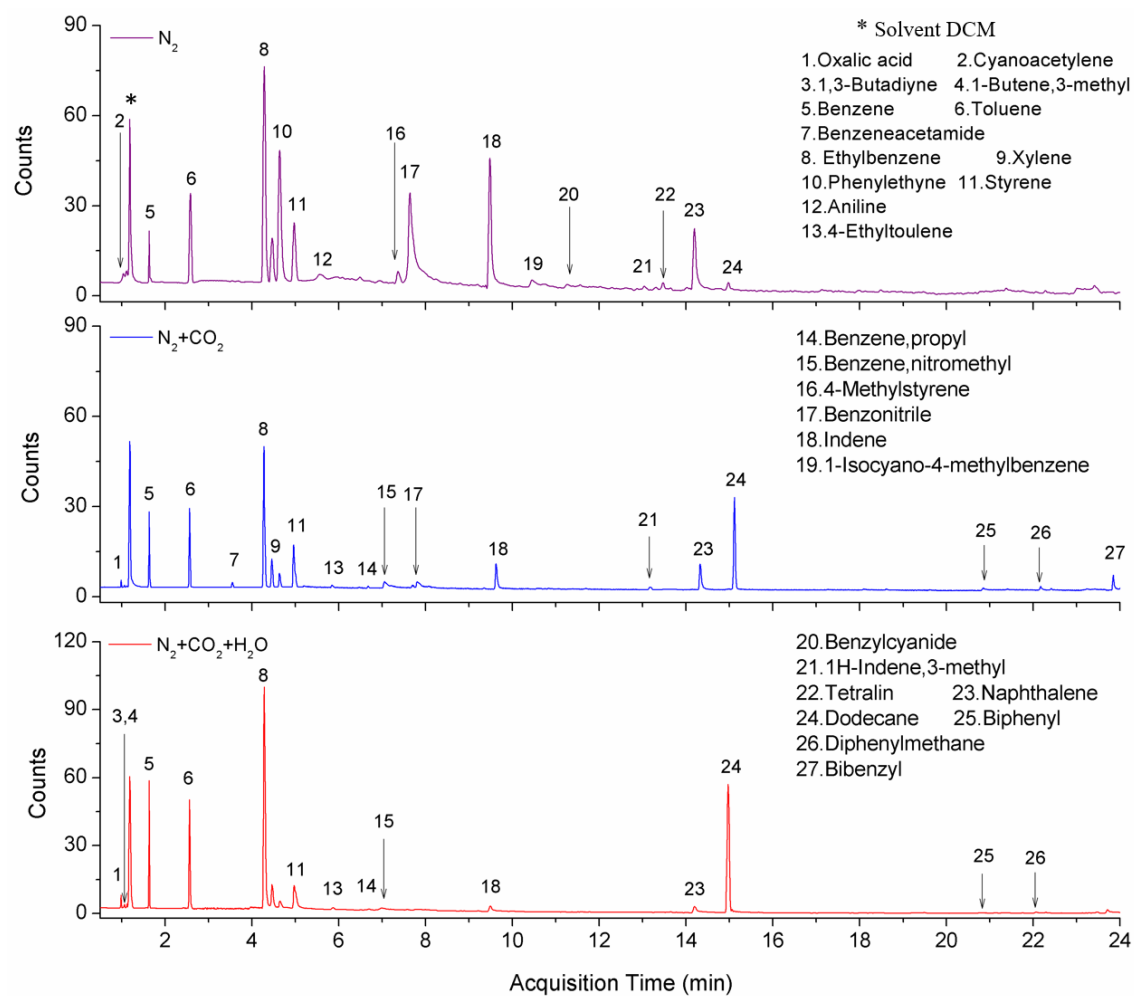 90
N2
* Solvent DCM
1.Oxalic acid 2.Cyanoacetylene
3.1,3-Butadiyne 4.1-Butene,3-methyl
5.Benzene 6.Toluene
7.Benzeneacetamide
8. Ethylbenzene 9.Xylene
10.Phenylethyne 11.Styrene
12.Aniline
13.4-Ethyltoulene
8
*
2
10
16
18
60
Counts
6
17
20
22
30
5
11
23
12
19
21
24
0
90
N2+CO2
14.Benzene,propyl
15.Benzene,nitromethyl
16.4-Methylstyrene
17.Benzonitrile
18.Indene
19.1-Isocyano-4-methylbenzene
60
Counts
8
5
6
15
17
24
30
11
21
25
26
27
9
1
7
13
14
18
23
0
120
N2+CO2+H2O
20.Benzylcyanide
21.1H-Indene,3-methyl
22.Tetralin 23.Naphthalene
24.Dodecane 25.Biphenyl
26.Diphenylmethane
27.Bibenzyl
8
90
3,4
5
6
24
60
Counts
15
30
11
25
26
1
13
14
18
23
0
2 4 6 8 10 12 14 16 18 20 22 24
Acquisition Time (min)